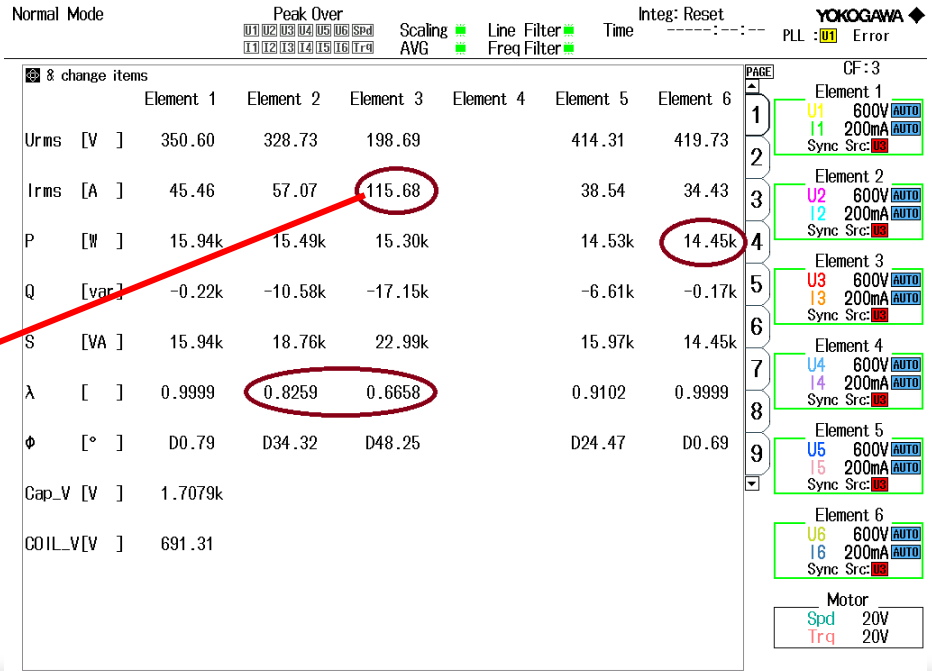 Normal Mode Peak Over Integ: Reset YOKOGAWA
U1 U2 U3 U4 U5 U6 Spd Scaling Line Filter Time -----:--:-- PLL :U1 Error
I1 I2 I3 I4 I5 I6 Trq AVG Freq Filter
8 change items PAGE CF:3
Element 1 Element 2 Element 3 Element 4 Element 5 Element 6
Urms [V ] 350.60 328.73 198.69 414.31 419.73
Irms [A ] 45.46 57.07 115.68 38.54 34.43
P [W ] 15.94k 15.49k 15.30k 14.53k 14.45k
Q [var] -0.22k -10.58k -17.15k -6.61k -0.17k
S [VA ] 15.94k 18.76k 22.99k 15.97k 14.45k
λ [ ] 0.9999 0.8259 0.6658 0.9102 0.9999
Φ [° ] D0.79 D34.32 D48.25 D24.47 D0.69
Cap_V [V ] 1.7079k
COIL_V[V ] 691.31
1
2
3
4
5
6
7
8
9
Element 1
U1 600V AUTO
I1 200mA AUTO
Sync Src:U3
Element 2
U2 600V AUTO
I2 200mA AUTO
Sync Src:U3
Element 3
U3 600V AUTO
I3 200mA AUTO
Sync Src:U3
Element 4
U4 600V AUTO
I4 200mA AUTO
Sync Src:U3
Element 5
U5 600V AUTO
I5 200mA AUTO
Sync Src:U3
Element 6
U6 600V AUTO
I6 200mA AUTO
Sync Src:U3
Motor
Spd 20V
Trq 20V